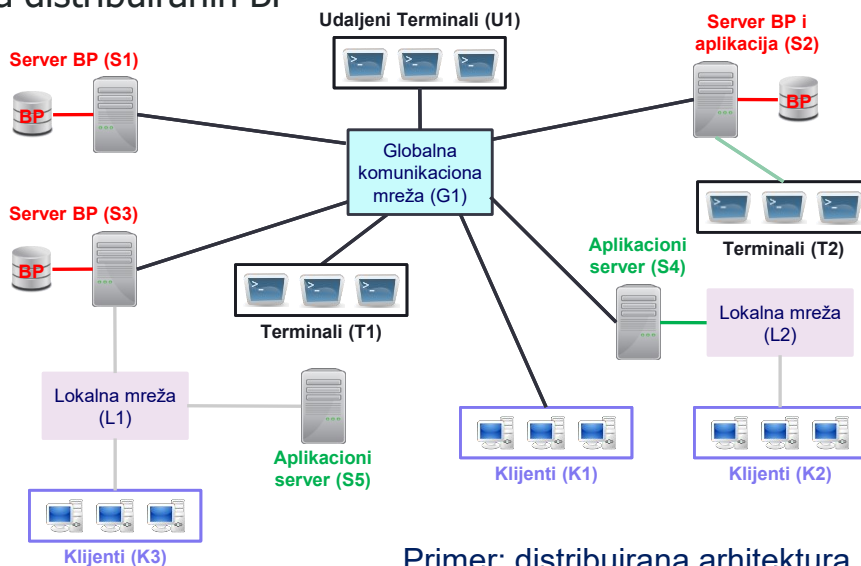 a distribuiranih BP
Udaljeni Terminali (U1)
Server BP i
aplikacija (S2)
Server BP (S1)
>_
>_
>_
BP
BP
Globalna
komunikaciona
mreža (G1)
Server BP (S3)
>_
>_
>_
BP
Aplikacioni
server (S4)
Terminali (T2)
>_
>_
>_
Terminali (T1)
Lokalna mreža
(L2)
Lokalna mreža
(L1)
Aplikacioni
server (S5)
Klijenti (K1)
Klijenti (K2)
Klijenti (K3)
Primer: distribuirana arhitektura